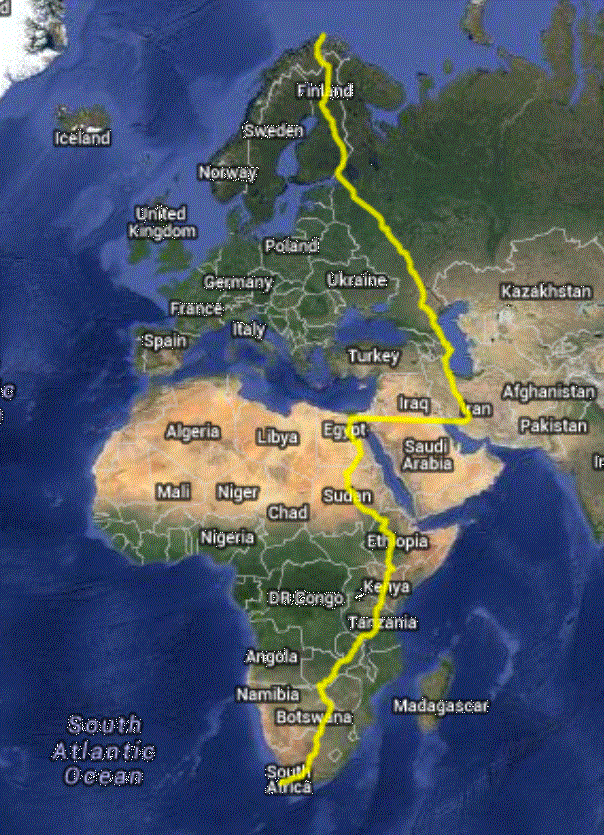 Finland
Iceland
Sweden
Norway
United
Kingdom
Poland
Germany
Ukraine
Kazakhstan
France
Italy
Spain
Turkey
Afghanistan
Iraq
Iran
Pakistan
Algeria
Libya
Egypt
Saudi
Arabia
Mali
Niger
Sudan
Chad
Nigeria
Ethiopia
Kenya
DR Congo
Tanzania
Angola
Namibia
Madagascar
Botswana
South
Atlantic
Ocean
South
Africa